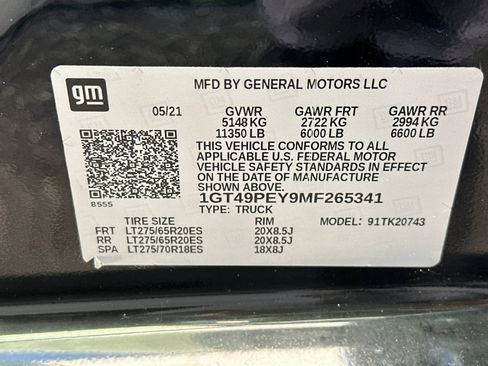 gm
MFD BY GENERAL MOTORS LLC
05/21 GVWR GAWR FRT GAWR RR
5148 KG 2722 KG 2994 KG
11350 LB 6000 LB 6600 LB
THIS VEHICLE CONFORMS TO ALL
APPLICABLE U.S. FEDERAL MOTOR
VEHICLE SAFETY STANDARDS IN EFFECT
ON THE DATE OF MANUFACTURE SHOWN ABOVE.
8555 1GT49PEY9MF265341
TYPE: TRUCK
TIRE SIZE RIM MODEL: 91TK20743
FRT LT275/65R20ES 20X8.5J
RR LT275/65R20ES 20X8.5J
SPA LT275/70R18ES 18X8J